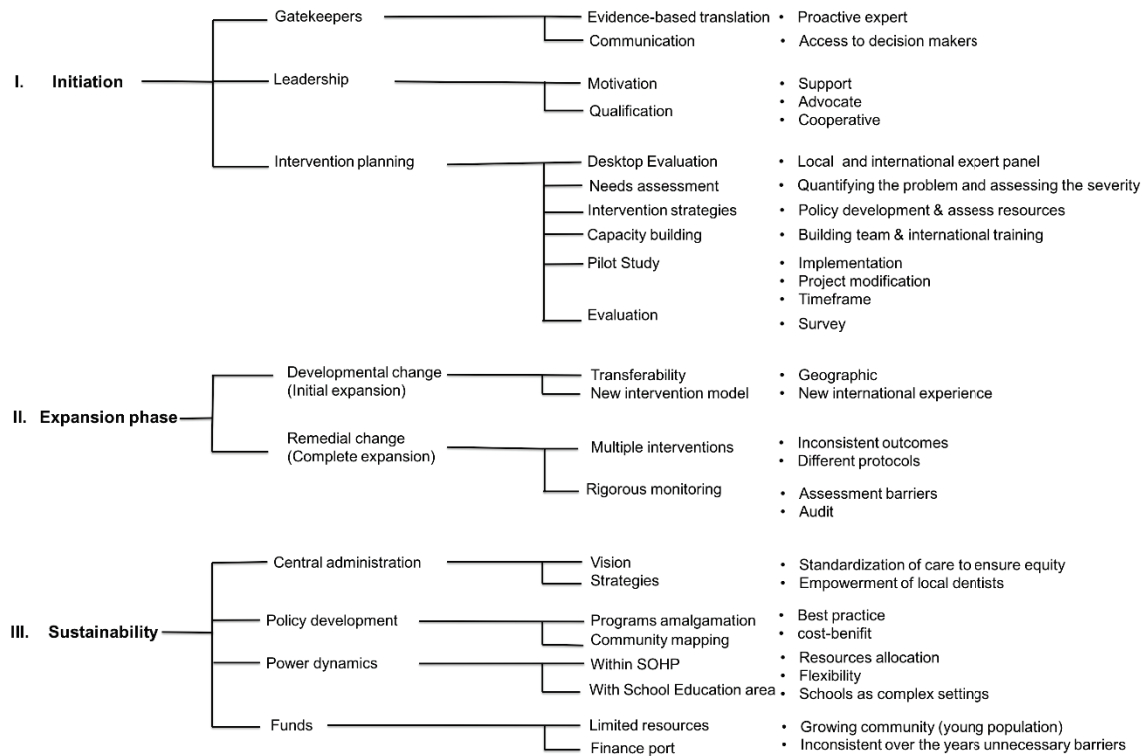 Gatekeepers Evidence-based translation • Proactive expert
Communication • Access to decision makers
I. Initiation Leadership Motivation • Support
• Advocate
Qualification • Cooperative
Intervention planning Desktop Evaluation • Local and international expert panel
Needs assessment • Quantifying the problem and assessing the severity
Intervention strategies • Policy development & assess resources
Capacity building • Building team & international training
Pilot Study • Implementation
• Project modification
• Timeframe
Evaluation • Survey
Developmental change Transferability • Geographic
(Initial expansion) New intervention model • New international experience
II. Expansion phase
Remedial change Multiple interventions • Inconsistent outcomes
(Complete expansion) • Different protocols
Rigorous monitoring • Assessment barriers
• Audit
Central administration Vision • Standardization of care to ensure equity
Strategies • Empowerment of local dentists
III. Sustainability Policy development Programs amalgamation • Best practice
Community mapping • cost-benifit
Power dynamics Within SOHP • Resources allocation
• Flexibility
With School Education area • Schools as complex settings
Funds Limited resources • Growing community (young population)
Finance port • Inconsistent over the years unnecessary barriers